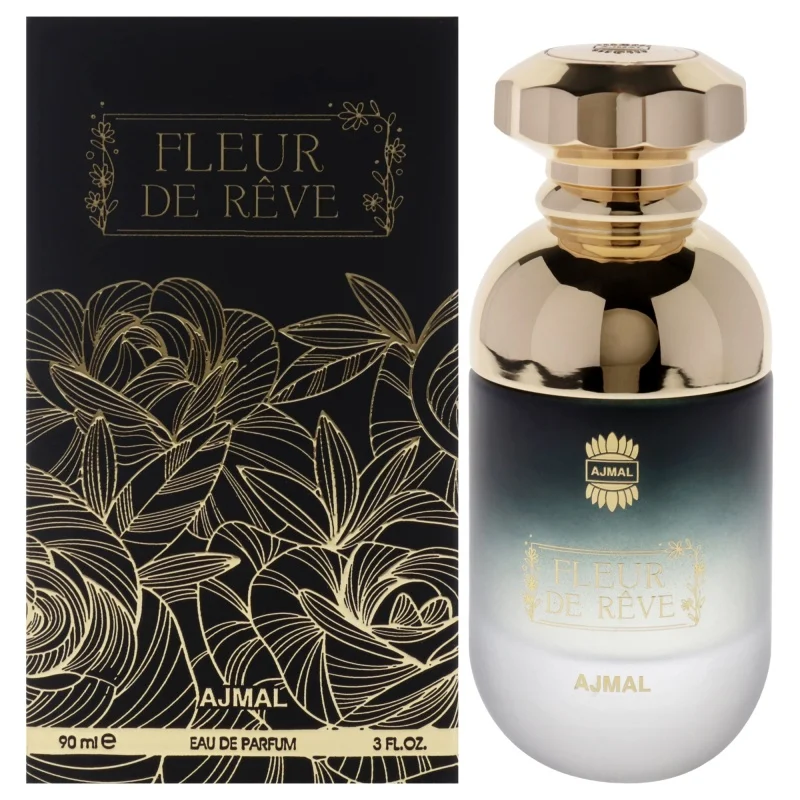 FLEUR
DE RÊVE
AJMAL
90 ml e
EAU DE PARFUM
3 FL.OZ.
AJMAL
FLEUR
DE RÊVE
AJMAL